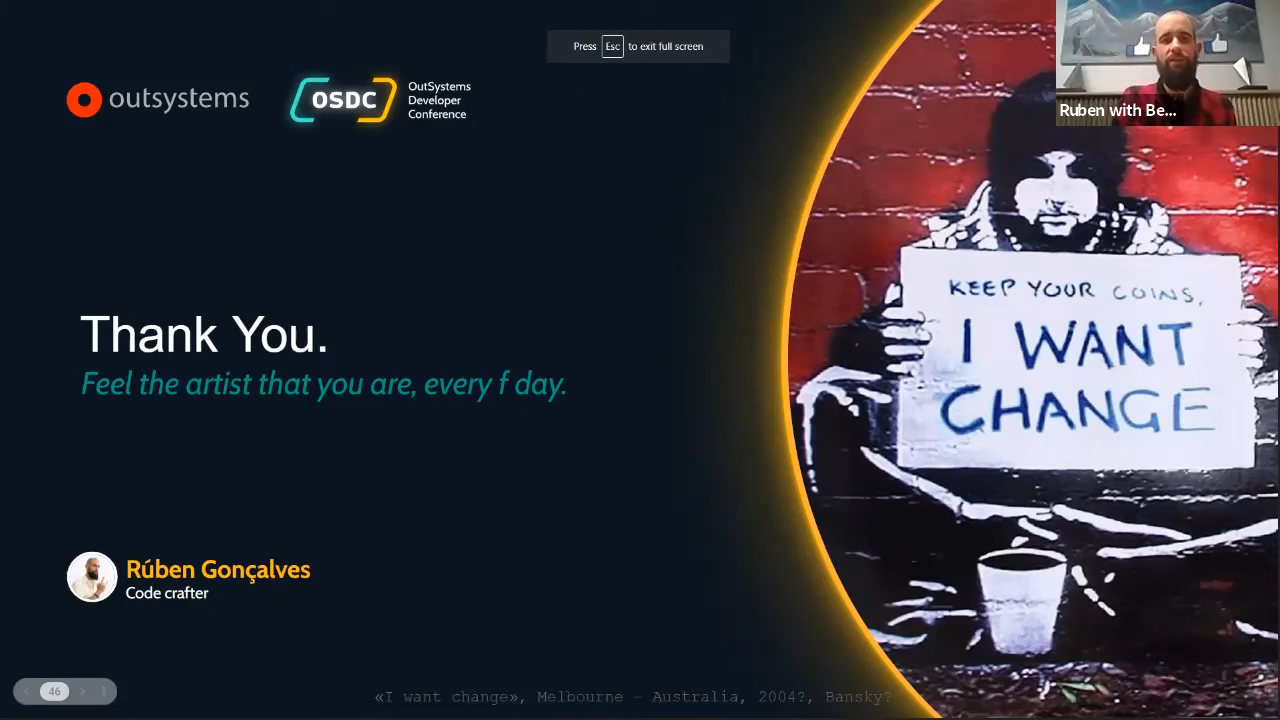 Press Esc to exit full screen
outsystems
OSDC
OutSystems
Developer
Conference
Ruben with Be...
KEEP YOUR COINS,
I WANT
CHANGE
Thank You.
Feel the artist that you are, every f day.
Rúben Gonçalves
Code crafter
46
«I want change», Melbourne - Australia, 2004?, Bansky?